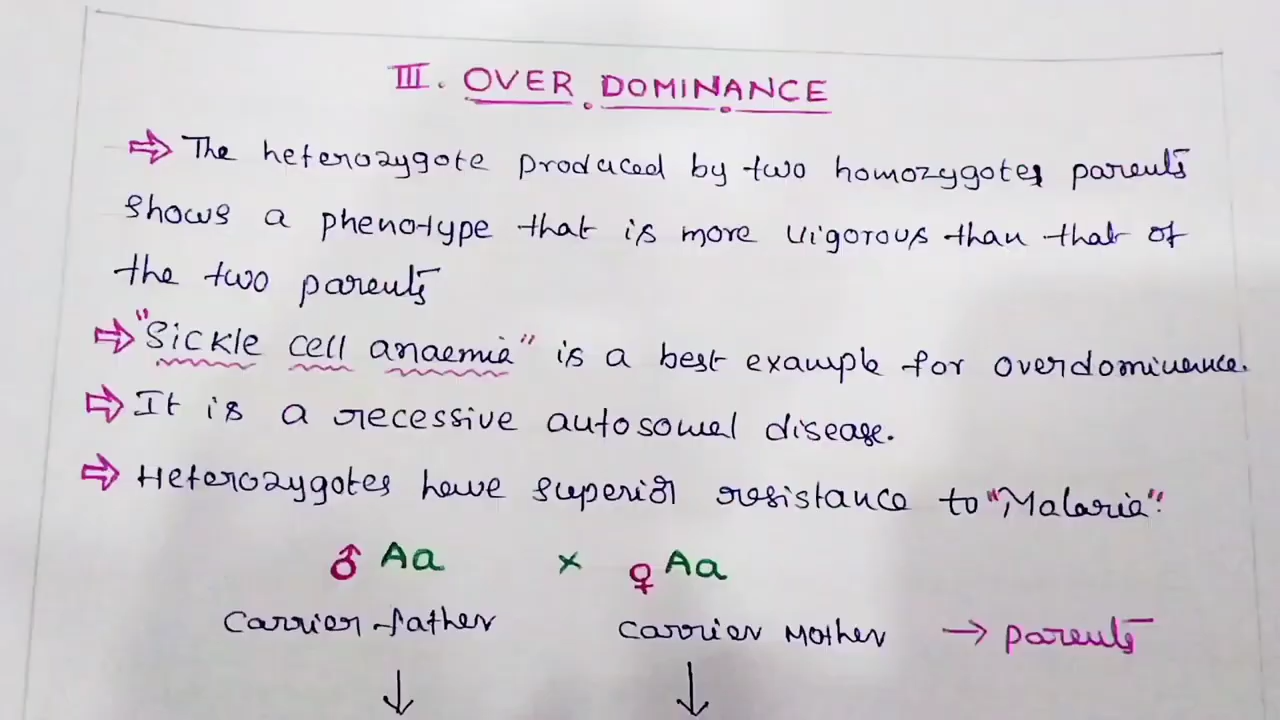 III. OVER DOMINANCE
⇒ The heterozygote produced by two homozygotes parents
shows a phenotype that is more vigorous than that of
the two parents
⇒ "Sickle cell anaemia" is a best example for overdominence.
⇒ It is a recessive autosomal disease.
⇒ Heterozygotes have superior resistance to "Malaria".
♂ Aa × ♀ Aa
Carrier father Carrier Mother → parents
↓ ↓